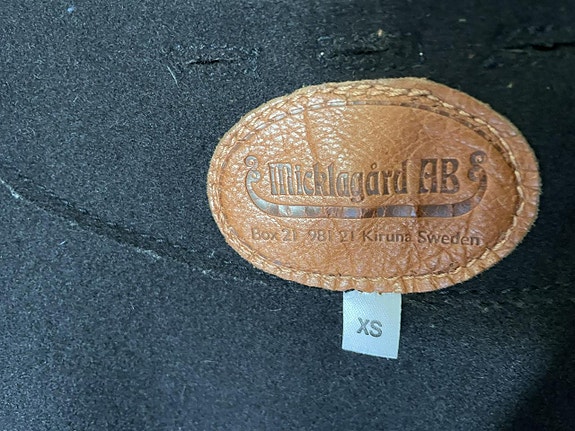 Micklagård AB
Box 21 981 21 Kiruna Sweden
XS